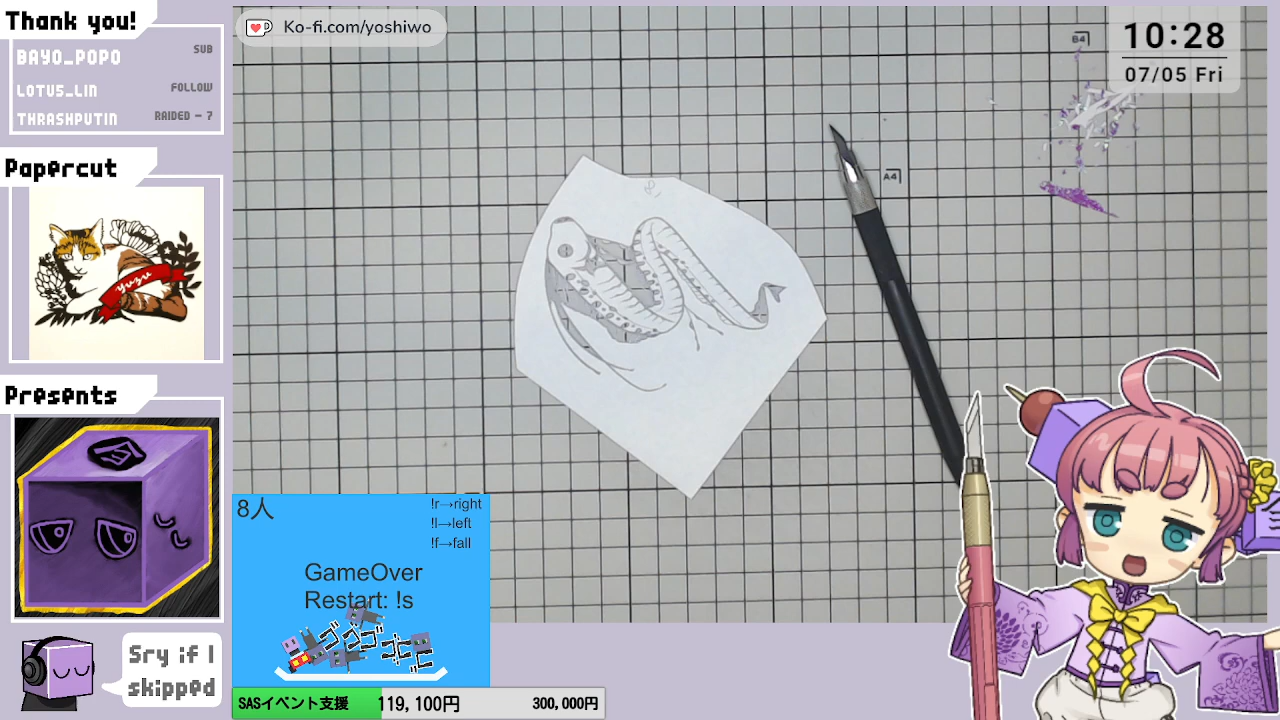 Thank you!
BAYO_POPO
SUB
LOTUS_LIN
FOLLOW
THRASHPUTIN
RAIDED - 7
Papercut
yuzu
Presents
Sry if I
skipped
Ko-fi.com/yoshiwo
B4
10:28
07/05 Fri
A4
8人
!r→right
!l→left
!f→fall
GameOver
Restart: !s
SASイベント支援
119,100円
300,000円